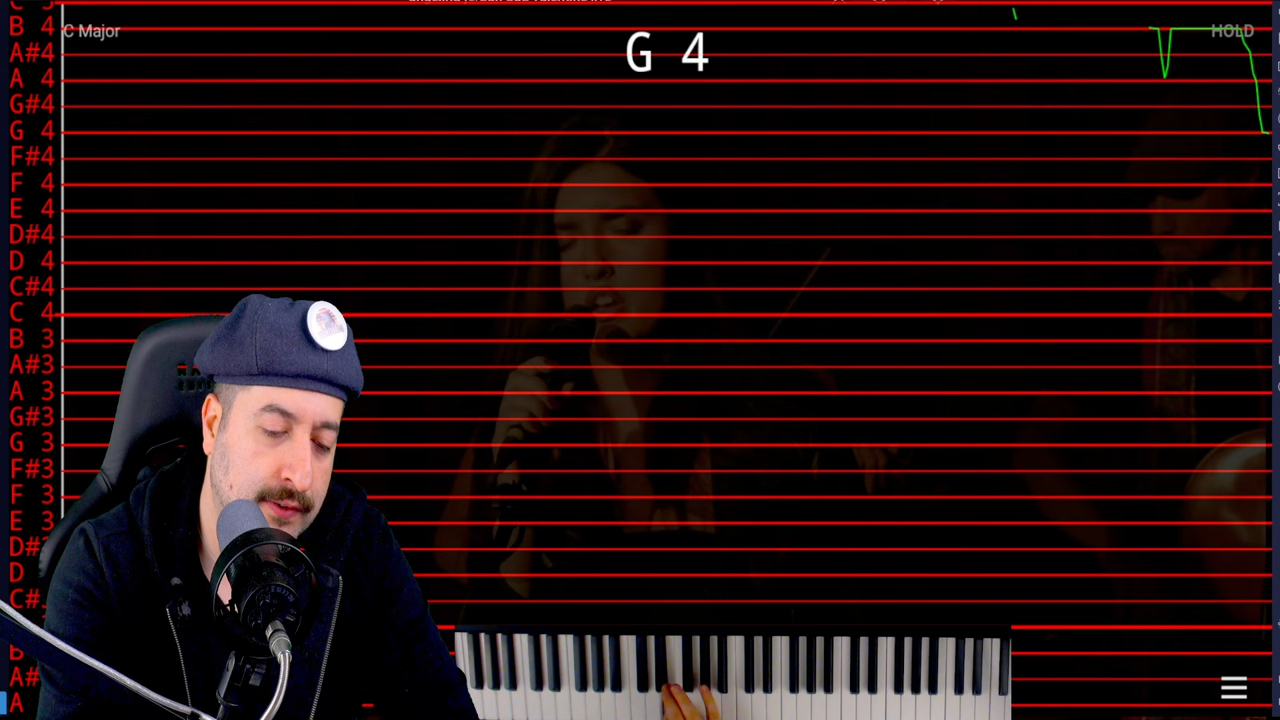 C Major
G 4
HOLD
B 4
A#4
A 4
G#4
G 4
F#4
F 4
E 4
D#4
D 4
C#4
C 4
B 3
A#3
A 3
G#3
G 3
F#3
F 3
E 3
D#
D
C#
B
A#
A